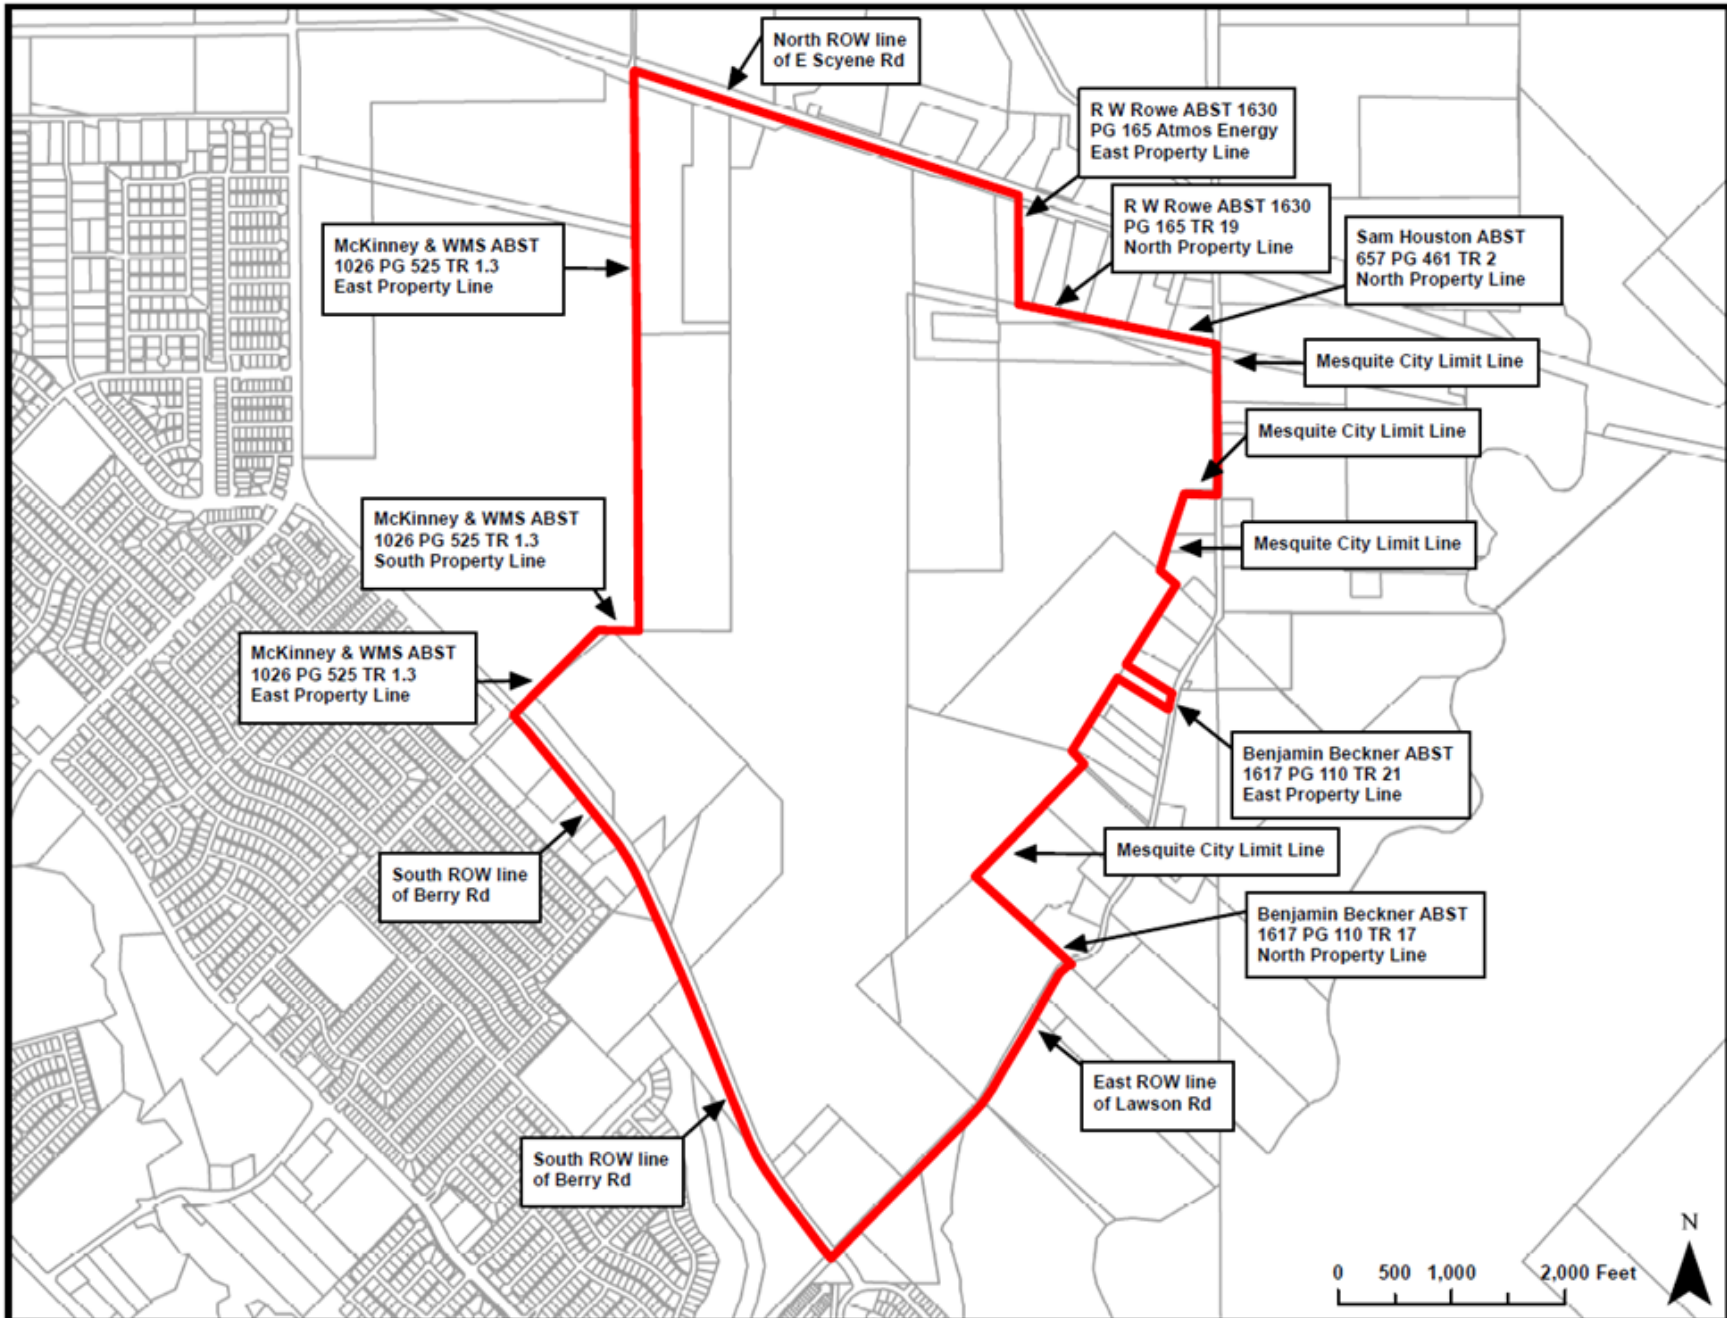 North ROW line
of E Scyene Rd
R W Rowe ABST 1630
PG 165 Atmos Energy
East Property Line
R W Rowe ABST 1630
PG 165 TR 19
North Property Line
Sam Houston ABST
657 PG 461 TR 2
North Property Line
McKinney & WMS ABST
1026 PG 525 TR 1.3
East Property Line
Mesquite City Limit Line
Mesquite City Limit Line
McKinney & WMS ABST
1026 PG 525 TR 1.3
South Property Line
Mesquite City Limit Line
McKinney & WMS ABST
1026 PG 525 TR 1.3
East Property Line
Benjamin Beckner ABST
1617 PG 110 TR 21
East Property Line
Mesquite City Limit Line
South ROW line
of Berry Rd
Benjamin Beckner ABST
1617 PG 110 TR 17
North Property Line
East ROW line
of Lawson Rd
South ROW line
of Berry Rd
N
0 500 1,000 2,000 Feet